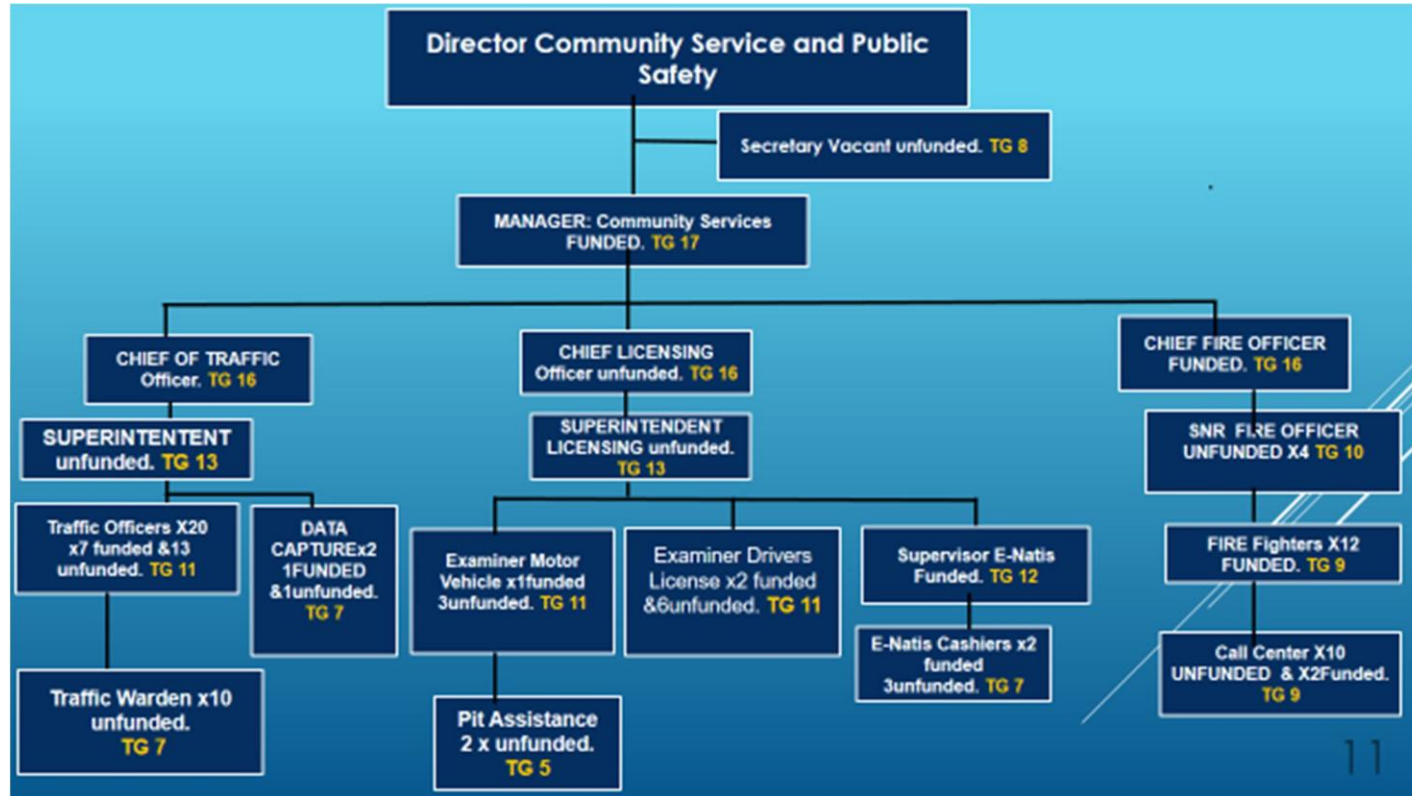 Director Community Service and Public
Safety
Secretary Vacant unfunded. TG 8
MANAGER: Community Services
FUNDED. TG 17
CHIEF OF TRAFFIC
Officer. TG 16
CHIEF LICENSING
Officer unfunded. TG 16
CHIEF FIRE OFFICER
FUNDED. TG 16
SUPERINTENTENT
unfunded. TG 13
SUPERINTENDENT
LICENSING unfunded.
TG 13
SNR FIRE OFFICER
UNFUNDED X4 TG 10
Traffic Officers X20
x7 funded &13
unfunded. TG 11
DATA
CAPTUREx2
1FUNDED
&1unfunded.
TG 7
Examiner Motor
Vehicle x1funded
3unfunded. TG 11
Examiner Drivers
License x2 funded
&6unfunded. TG 11
Supervisor E-Natis
Funded. TG 12
FIRE Fighters X12
FUNDED. TG 9
Traffic Warden x10
unfunded.
TG 7
Pit Assistance
2 x unfunded.
TG 5
E-Natis Cashiers x2
funded
3unfunded. TG 7
Call Center X10
UNFUNDED & X2Funded.
TG 9
11